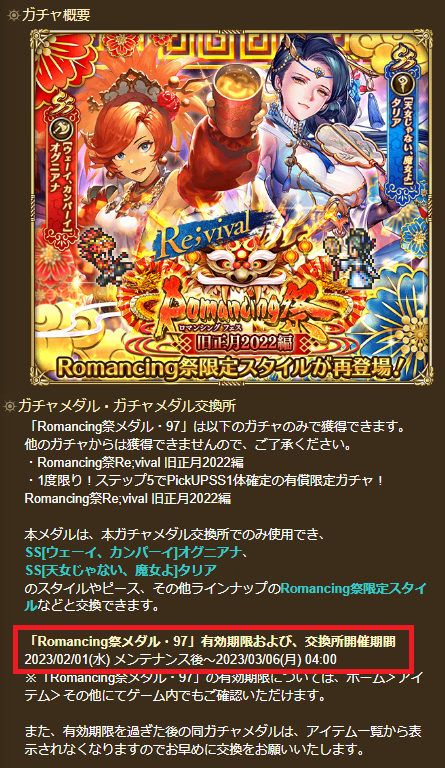 ガチャ概要
SS
[ウェーイ、カンパーイ]
オグニアナ
SS
[天女じゃない、魔女よ]
タリア
Re;vival
Romancing祭
ロマンシング フェス
旧正月2022編
Romancing祭限定スタイルが再登場!
ガチャメダル・ガチャメダル交換所
「Romancing祭メダル・97」は以下のガチャのみで獲得できます。
他のガチャからは獲得できませんので、ご了承ください。
・Romancing祭Re;vival 旧正月2022編
・1度限り!ステップ5でPickUPSS1体確定の有償限定ガチャ!
Romancing祭Re;vival 旧正月2022編
本メダルは、本ガチャメダル交換所でのみ使用でき、
SS[ウェーイ、カンパーイ]オグニアナ、
SS[天女じゃない、魔女よ]タリア
のスタイルやピース、その他ラインナップのRomancing祭限定スタイ
ルなどと交換できます。
「Romancing祭メダル・97」有効期限および、交換所開催期間
2023/02/01(水) メンテナンス後～2023/03/06(月) 04:00
※「Romancing祭メダル・97」の有効期限については、ホーム＞アイ
テム＞その他にてゲーム内でもご確認いただけます。
また、有効期限を過ぎた後の同ガチャメダルは、アイテム一覧から表
示されなくなりますのでお早めに交換をお願いいたします。